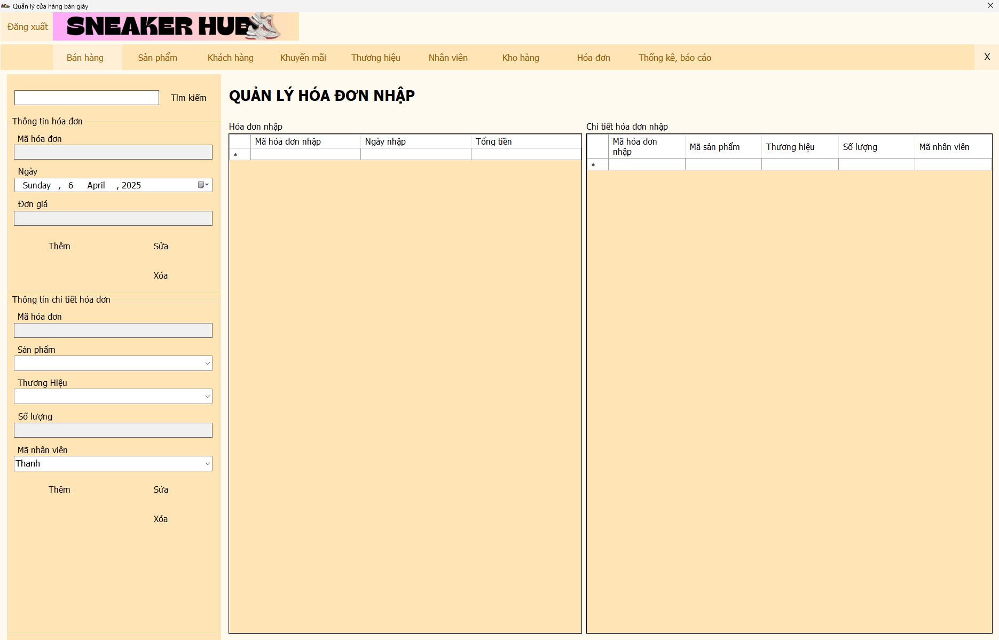 Quản lý cửa hàng bán giày
Đăng xuất
SNEAKER HUB
Bán hàng
Sản phẩm
Khách hàng
Khuyến mãi
Thương hiệu
Nhân viên
Kho hàng
Hóa đơn
Thống kê, báo cáo
X
Tìm kiếm
Thông tin hóa đơn
Mã hóa đơn
Ngày
Sunday , 6 April , 2025
Đơn giá
Thêm
Sửa
Xóa
Thông tin chi tiết hóa đơn
Mã hóa đơn
Sản phẩm
Thương Hiệu
Số lượng
Mã nhân viên
Thanh
Thêm
Sửa
Xóa
QUẢN LÝ HÓA ĐƠN NHẬP
Hóa đơn nhập
Mã hóa đơn nhập
Ngày nhập
Tổng tiền
Chi tiết hóa đơn nhập
Mã hóa đơn
nhập
Mã sản phẩm
Thương hiệu
Số lượng
Mã nhân viên